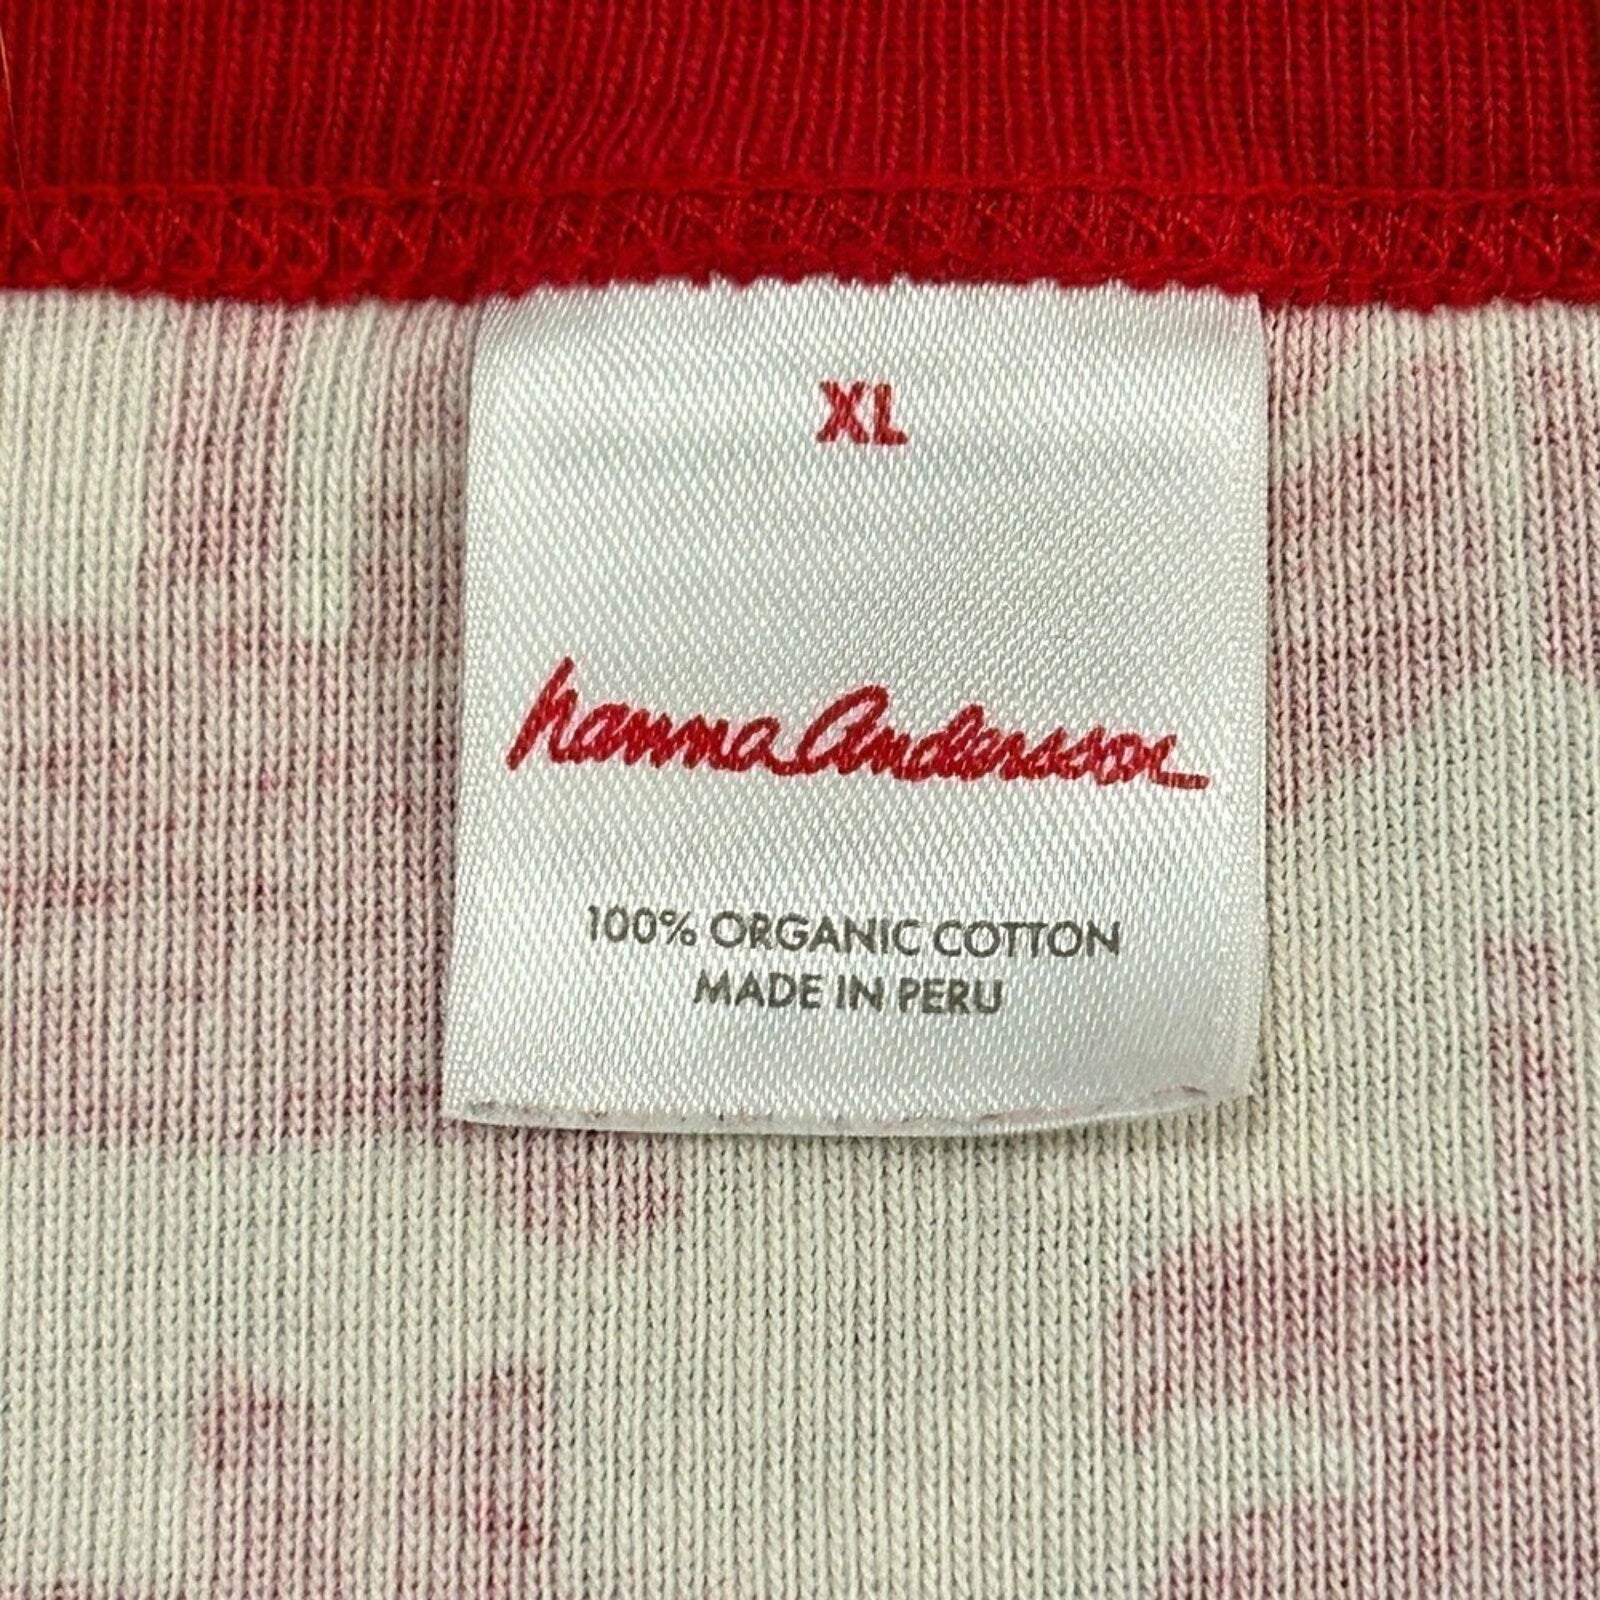 XL
hanna Andersson
100% ORGANIC COTTON
MADE IN PERU